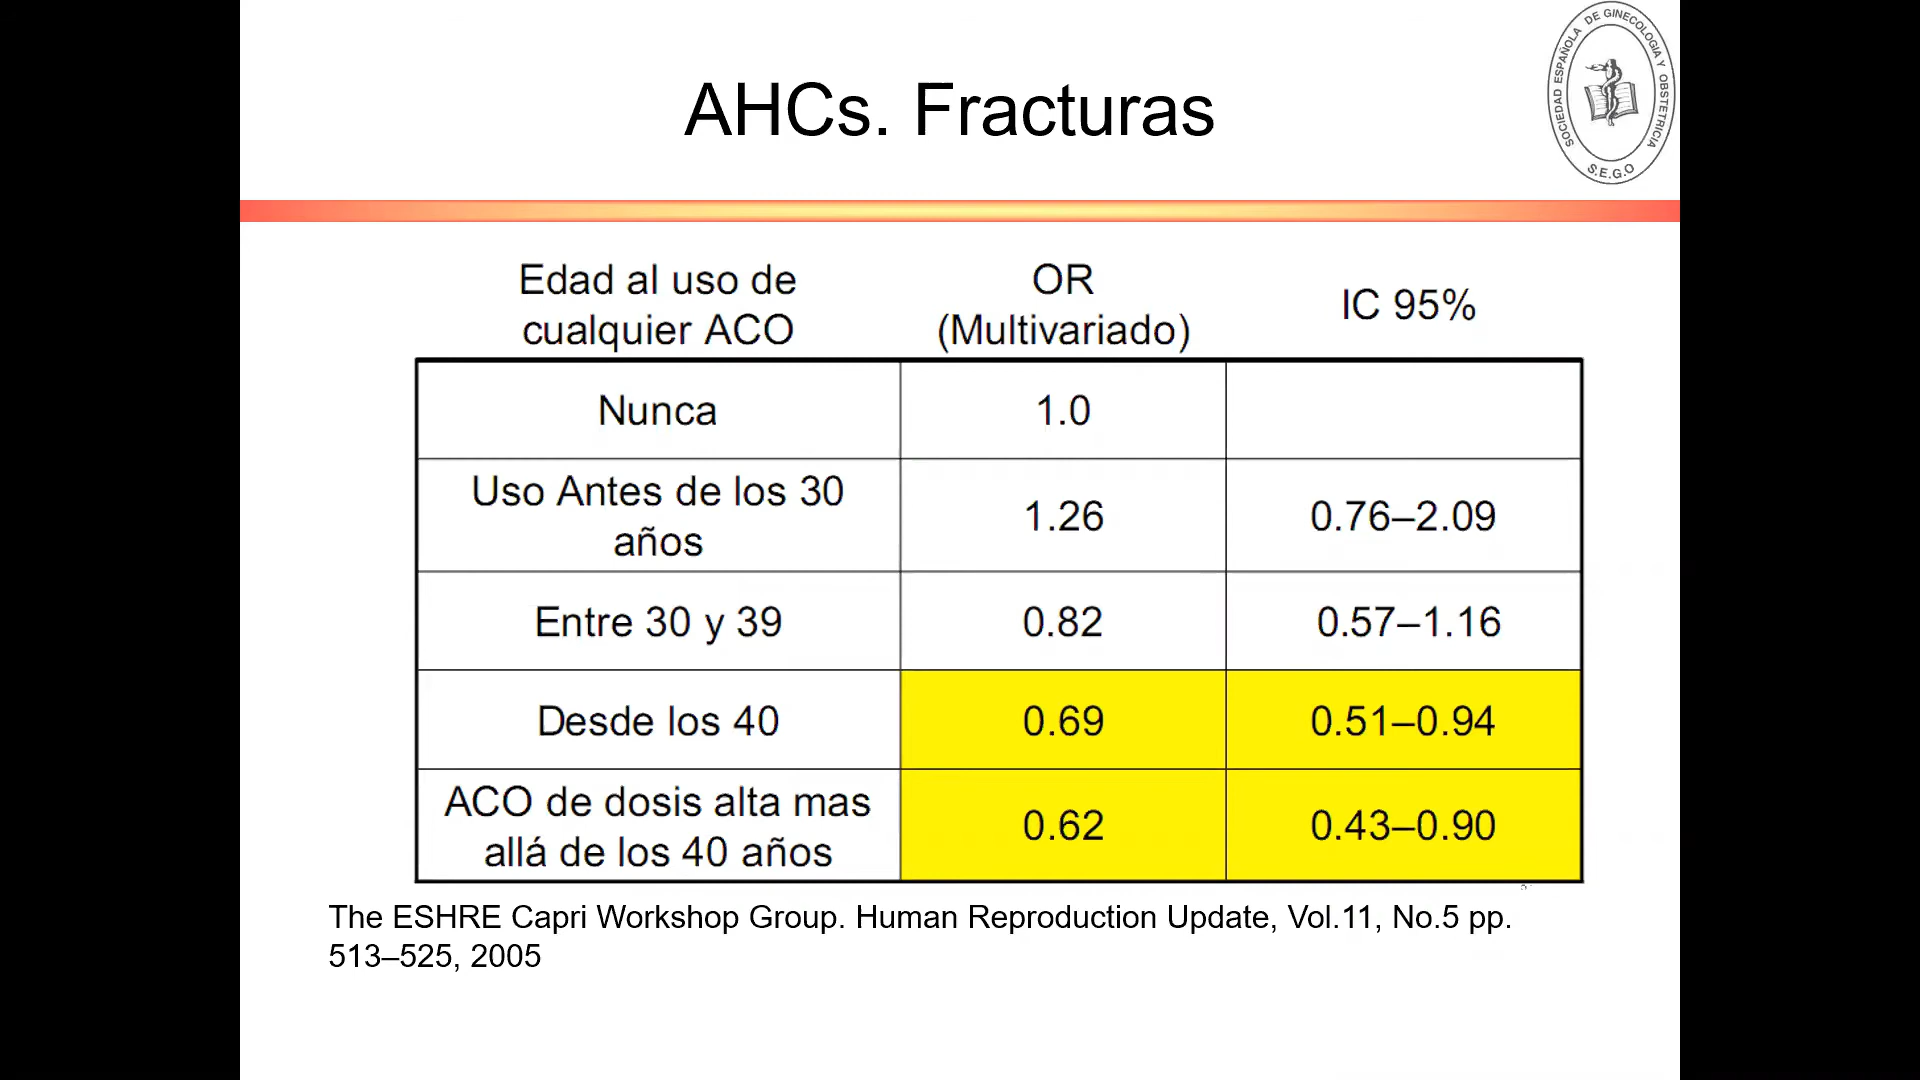 AHCs. Fracturas
SOCIEDAD ESPAÑOLA DE GINECOLOGIA Y OBSTETRICIA
S.E.G.O
Edad al uso de
cualquier ACO
OR
(Multivariado)
IC 95%
Nunca
1.0
Uso Antes de los 30
años
1.26
0.76–2.09
Entre 30 y 39
0.82
0.57–1.16
Desde los 40
0.69
0.51–0.94
ACO de dosis alta mas
allá de los 40 años
0.62
0.43–0.90
The ESHRE Capri Workshop Group. Human Reproduction Update, Vol.11, No.5 pp.
513–525, 2005